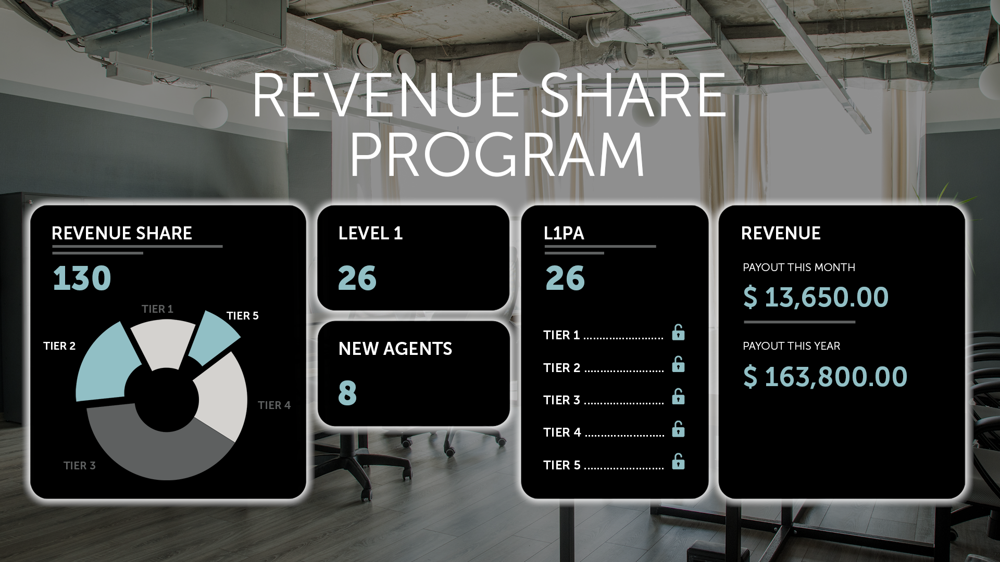 REVENUE SHARE
PROGRAM
REVENUE SHARE
130
TIER 1
TIER 5
TIER 2
TIER 4
TIER 3
LEVEL 1
26
NEW AGENTS
8
L1PA
26
TIER 1 ..........................
TIER 2 ..........................
TIER 3 ..........................
TIER 4 ..........................
TIER 5 ..........................
REVENUE
PAYOUT THIS MONTH
$ 13,650.00
PAYOUT THIS YEAR
$ 163,800.00